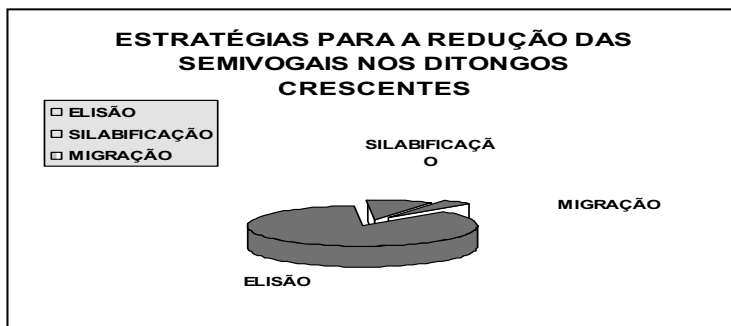 ESTRATÉGIAS PARA A REDUÇÃO DAS
SEMIVOGAIS NOS DITONGOS
CRESCENTES
ELISÃO
SILABIFICAÇÃO
MIGRAÇÃO
SILABIFICAÇÃ
O
MIGRAÇÃO
ELISÃO